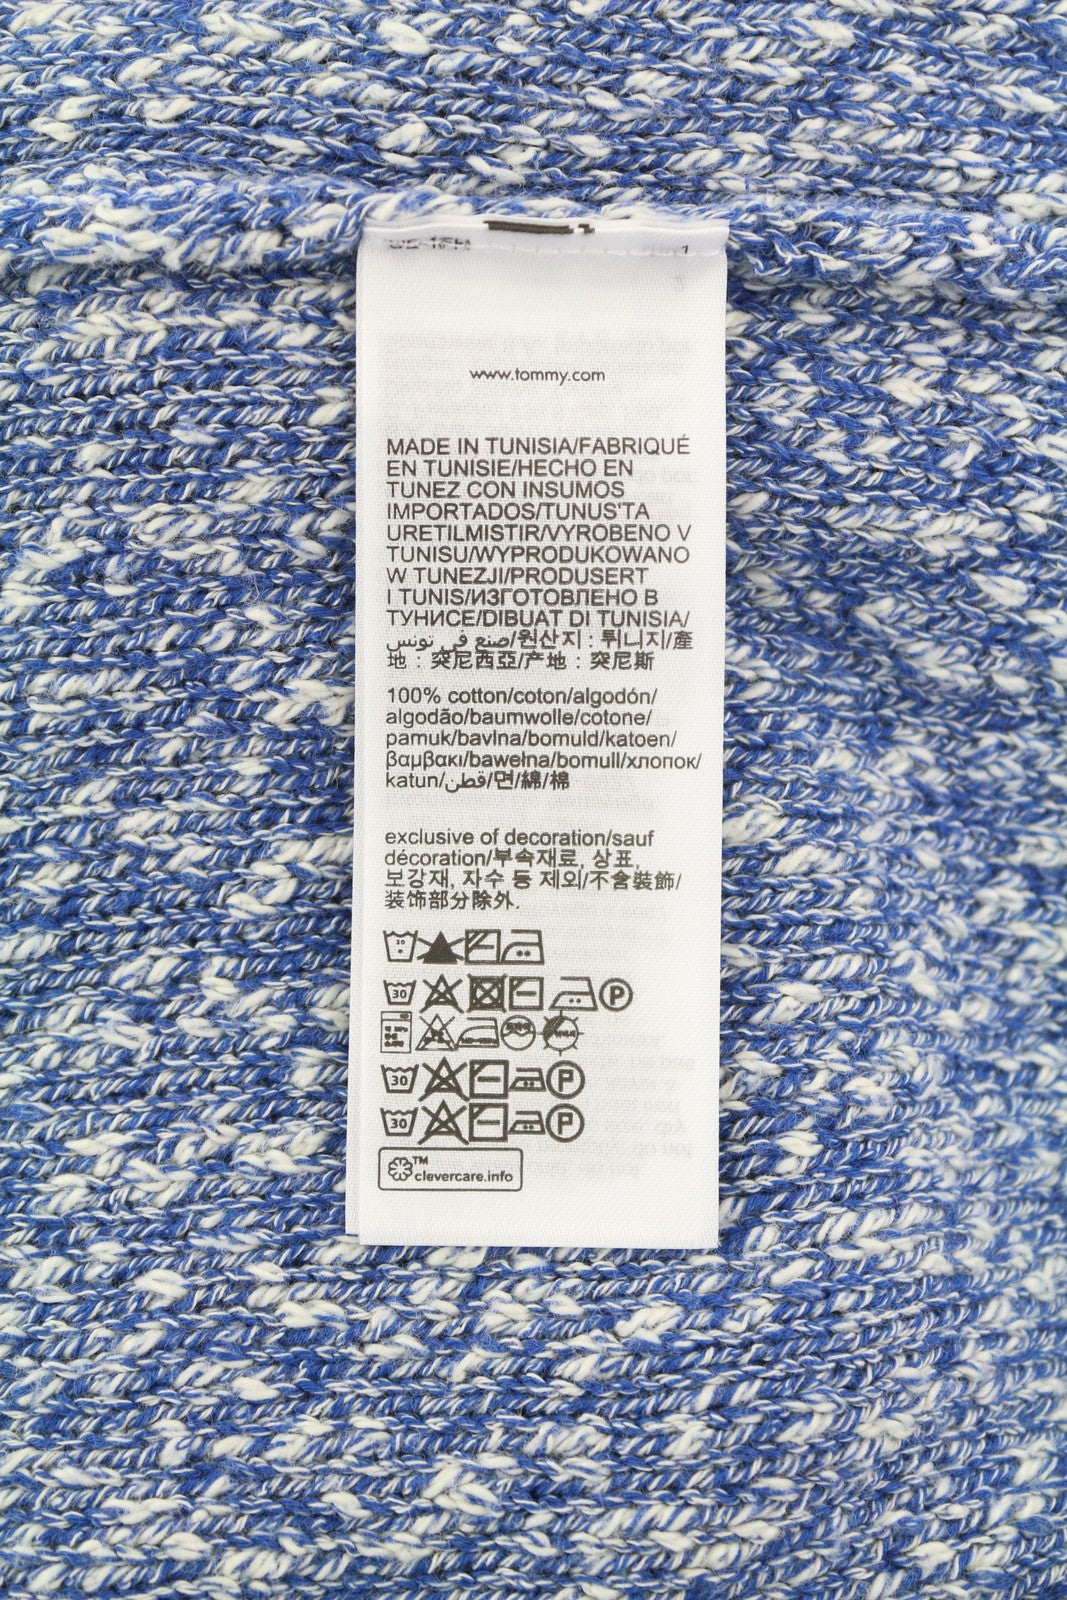 www.tommy.com
MADE IN TUNISIA/FABRIQUÉ
EN TUNISIE/HECHO EN
TUNEZ CON INSUMOS
IMPORTADOS/TUNUS'TA
URETILMISTIR/VYROBENO V
TUNISU/WYPRODUKOWANO
W TUNEZJI/PRODUSERT
I TUNIS/ИЗГОТОВЛЕНО В
ТУНИСЕ/DIBUAT DI TUNISIA/
صنع في تونس/원산지 : 튀니지/產
地 : 突尼西亞/产地 : 突尼斯
100% cotton/coton/algodón/
algodão/baumwolle/cotone/
pamuk/bavlna/bomuld/katoen/
βαμβακι/bawełna/bomull/хлопок/
katun/قطن/면/綿/棉
exclusive of decoration/sauf
décoration/부속재료, 상표,
보강재, 자수 등 제외/不含裝飾/
装饰部分除外.
30
30 P
30 P
30 P
TM clevercare.info